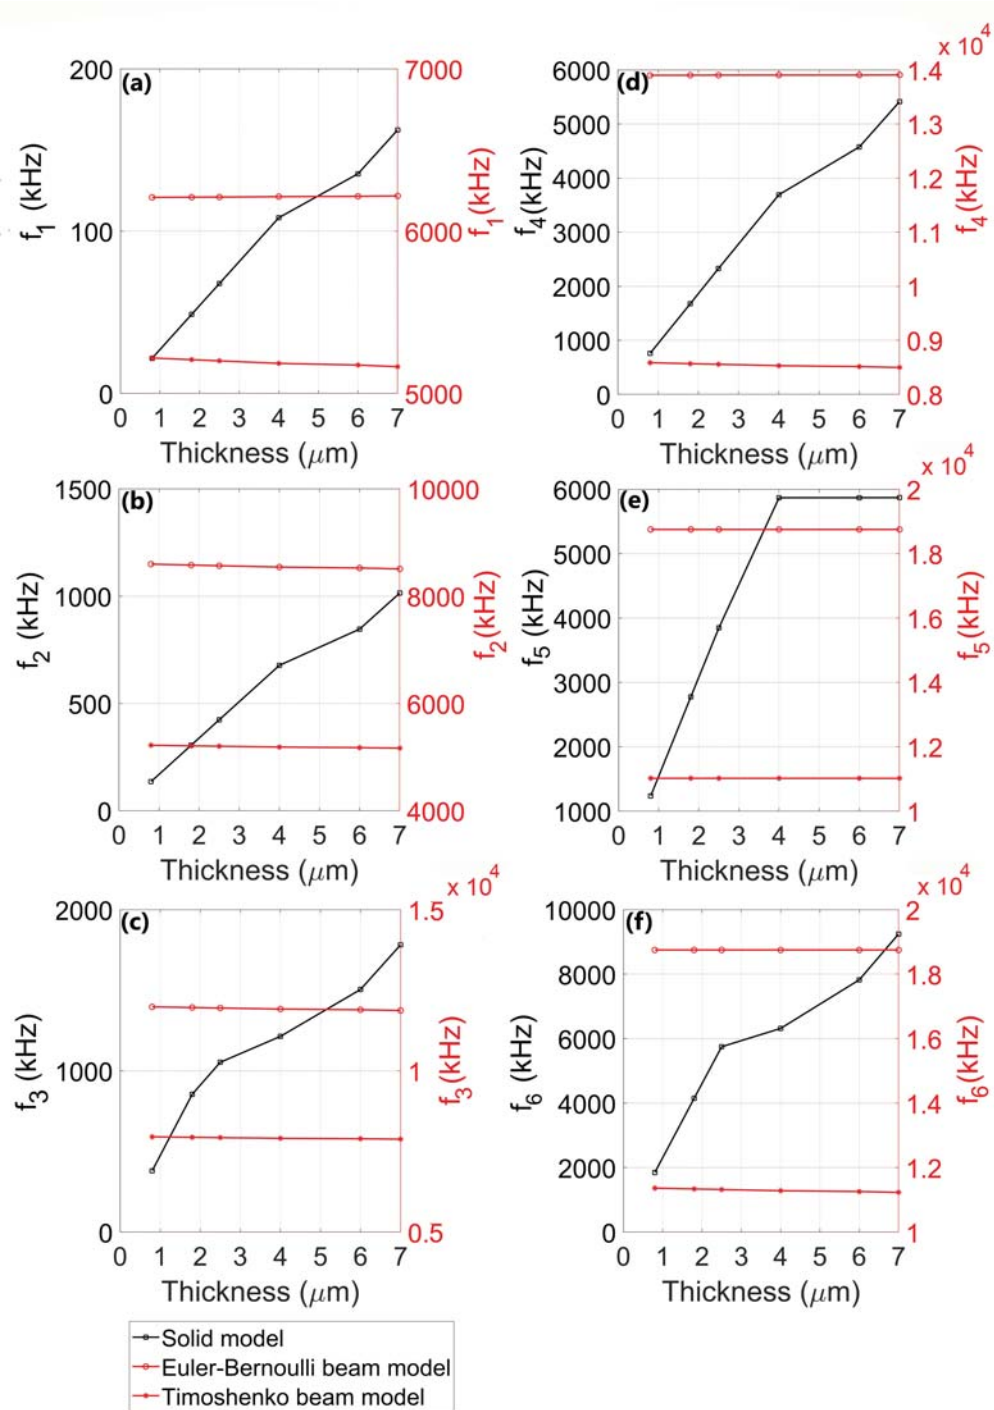 (a)
200
100
0
f1 (kHz)
7000
6000
5000
f1(kHz)
0 1 2 3 4 5 6 7
Thickness (μm)
(d)
x 10^4
6000
5000
4000
3000
2000
1000
0
f4(kHz)
1.4
1.3
1.2
1.1
1
0.8
0.8
f4(kHz)
0 1 2 3 4 5 6 7
Thickness (μm)
(b)
1500
1000
500
0
f2 (kHz)
10000
8000
6000
4000
f2(kHz)
0 1 2 3 4 5 6 7
Thickness (μm)
(e)
x 10^4
6000
5000
4000
3000
2000
1000
f5(kHz)
2
1.8
1.6
1.4
1.2
1
f5(kHz)
0 1 2 3 4 5 6 7
Thickness (μm)
(c)
x 10^4
2000
1000
0
f3 (kHz)
1.5
1
0.5
f3(kHz)
0 1 2 3 4 5 6 7
Thickness (μm)
(f)
x 10^4
10000
8000
6000
4000
2000
0
f6 (kHz)
2
1.8
1.6
1.4
1.2
1
f6(kHz)
0 1 2 3 4 5 6 7
Thickness (μm)
Solid model
Euler-Bernoulli beam model
Timoshenko beam model